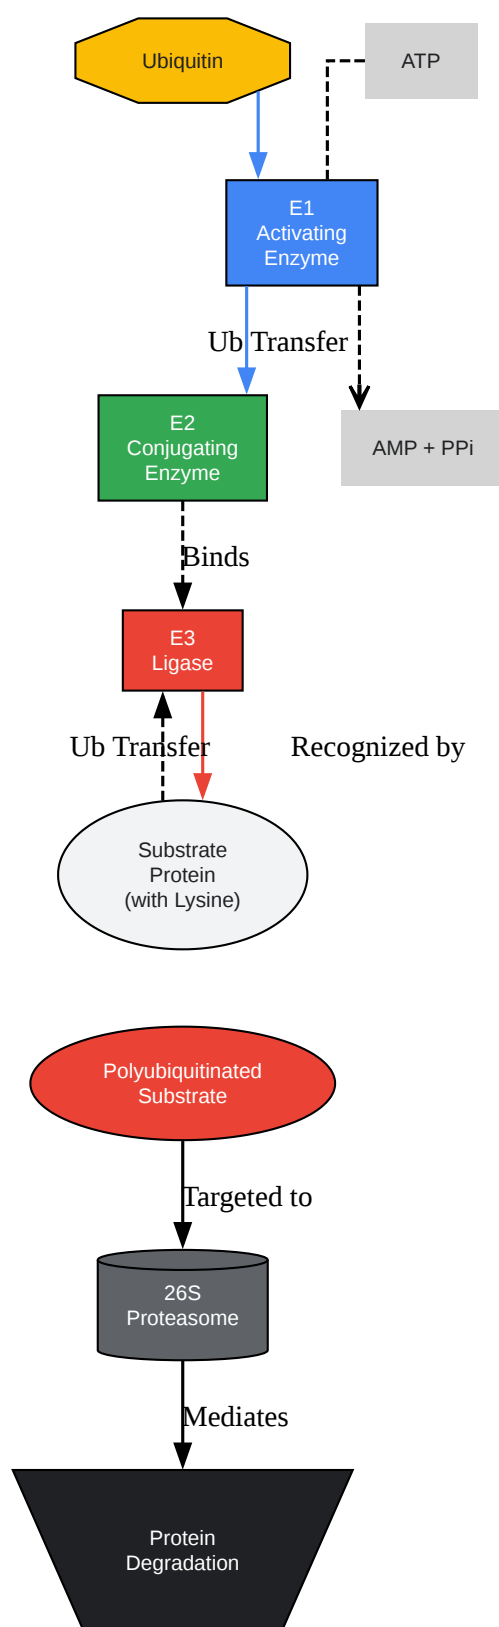 Ubiquitin
ATP
E1
Activating
Enzyme
Ub Transfer
E2
Conjugating
Enzyme
AMP + PPi
Binds
E3
Ligase
Ub Transfer
Recognized by
Substrate
Protein
(with Lysine)
Polyubiquitinated
Substrate
Targeted to
26S
Proteasome
Mediates
Protein
Degradation